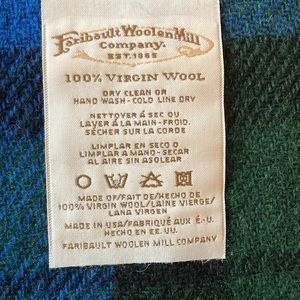 Faribault Woolen Mill
Company.
EST. 1865
100% VIRGIN WOOL
DRY CLEAN OR
HAND WASH - COLD LINE DRY
NETTOYER À SEC OU
LAVER À LA MAIN - FROID.
SÉCHER SUR LA CORDE
LIMPLAR EN SECO O
LIMPLAR A MANO - SECAR
AL AIRE SIN ASOLEAR
MADE OF/FAIT DE/HECHO DE
100% VIRGIN WOOL/LAINE VIERGE/
LANA VIRGEN
MADE IN USA/FABRIQUÉ AUX É.-U.
HECHO EN EE.UU.
FARIBAULT WOOLEN MILL COMPANY